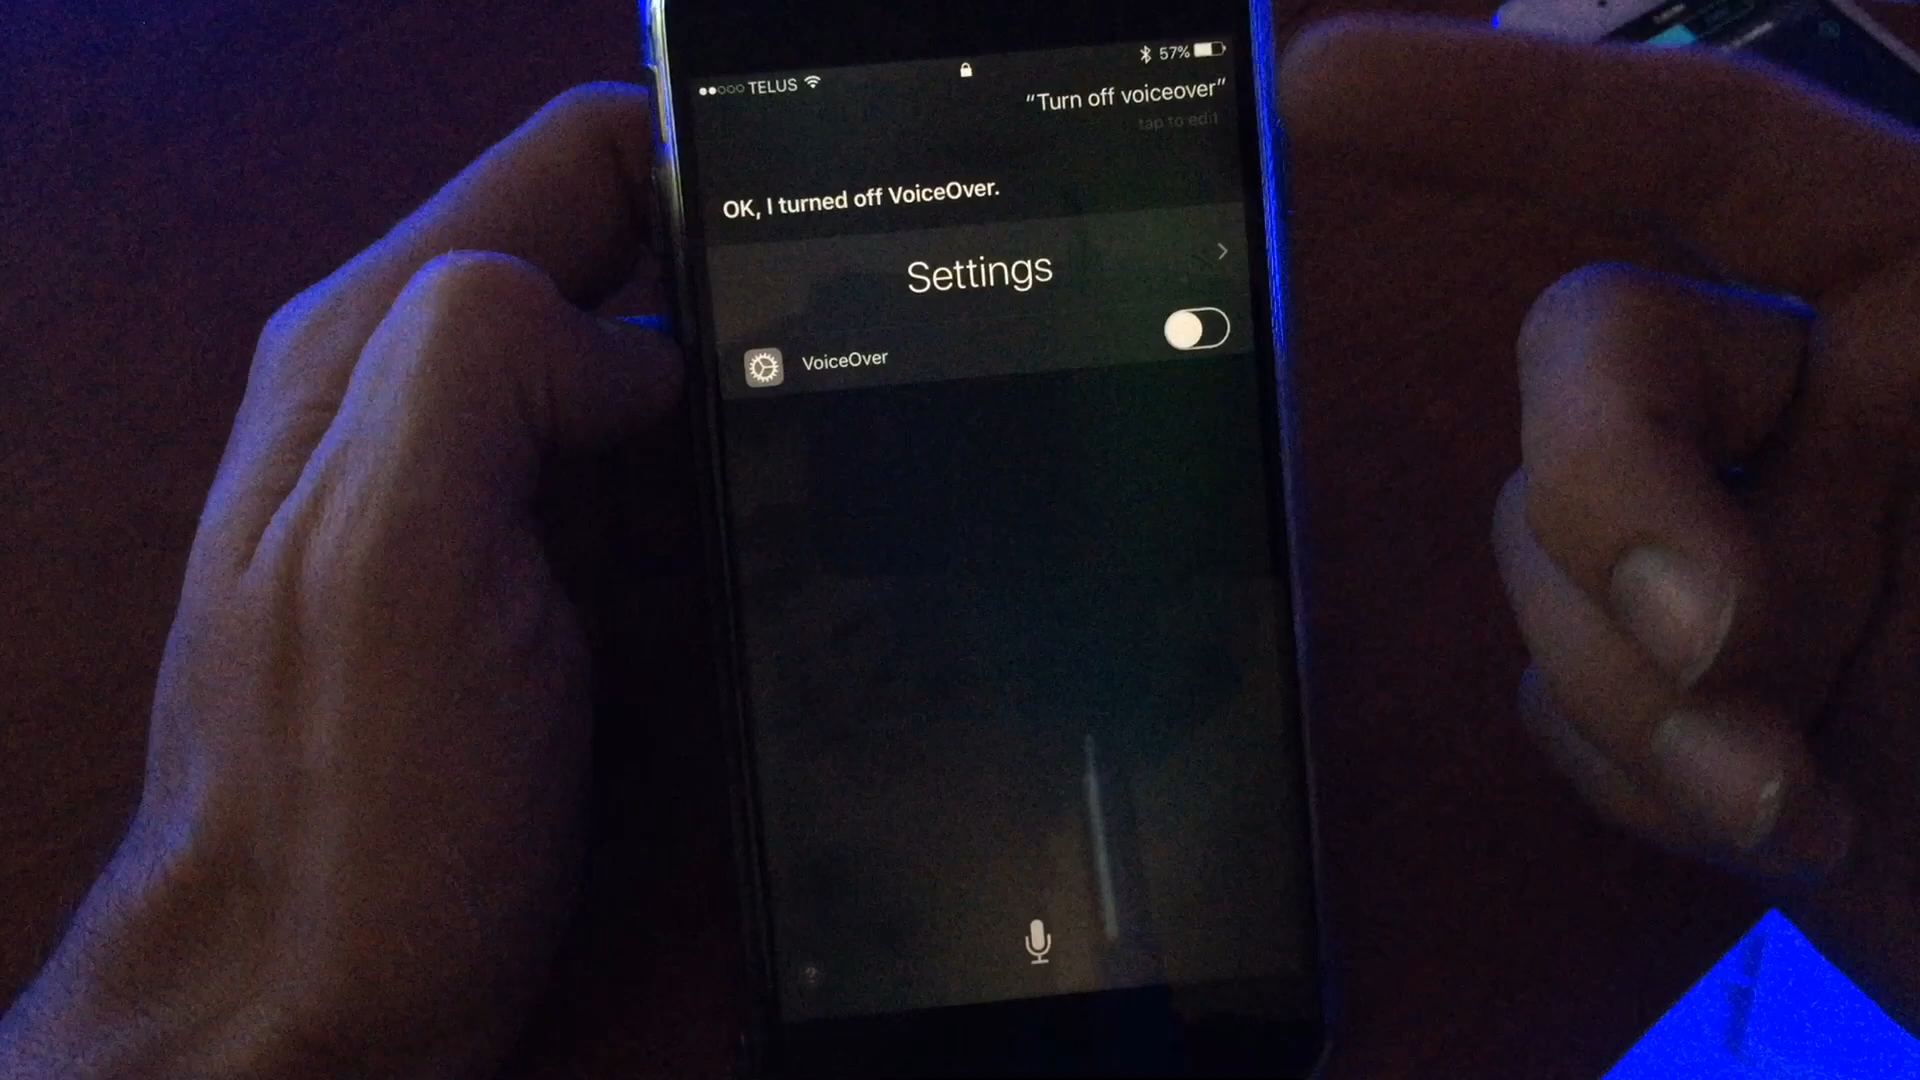 TELUS 57%
“Turn off voiceover”
tap to edit
OK, I turned off VoiceOver.
Settings
VoiceOver
?